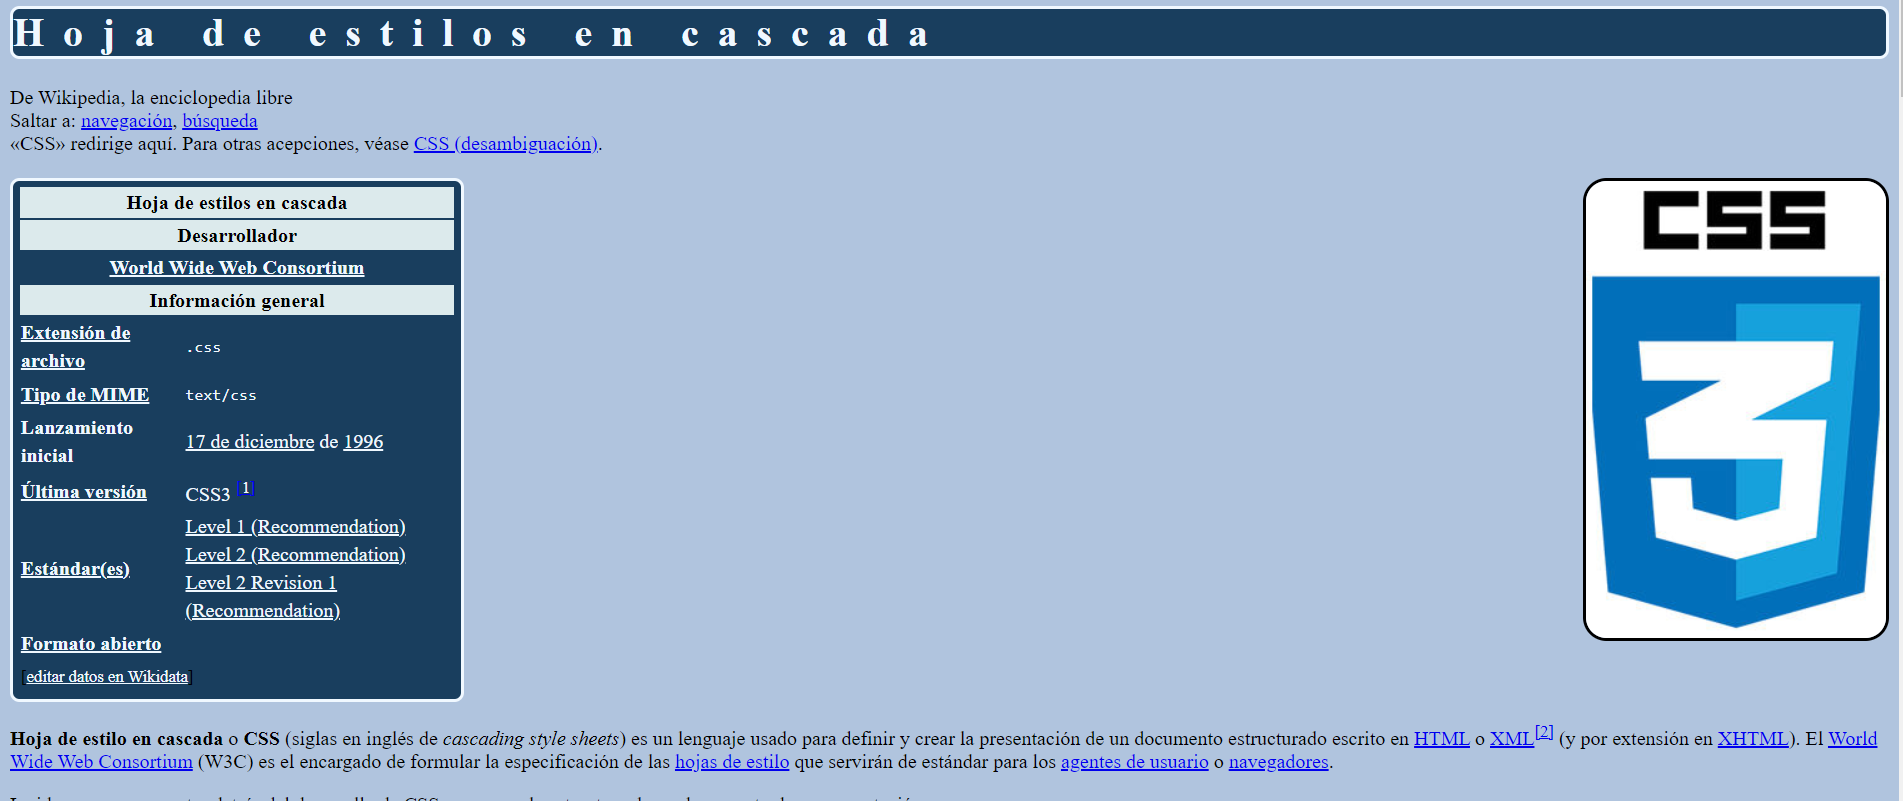 Hoja de estilos en cascada
De Wikipedia, la enciclopedia libre
Saltar a: navegación, búsqueda
«CSS» redirige aquí. Para otras acepciones, véase CSS (desambiguación).
Hoja de estilos en cascada
Desarrollador
World Wide Web Consortium
Información general
Extensión de
archivo
.css
Tipo de MIME
text/css
Lanzamiento
inicial
17 de diciembre de 1996
Última versión
CSS3 [1]
Estándar(es)
Level 1 (Recommendation)
Level 2 (Recommendation)
Level 2 Revision 1
(Recommendation)
Formato abierto
[editar datos en Wikidata]
CSS
3
Hoja de estilo en cascada o CSS (siglas en inglés de cascading style sheets) es un lenguaje usado para definir y crear la presentación de un documento estructurado escrito en HTML o XML[2] (y por extensión en XHTML). El World
Wide Web Consortium (W3C) es el encargado de formular la especificación de las hojas de estilo que servirán de estándar para los agentes de usuario o navegadores.